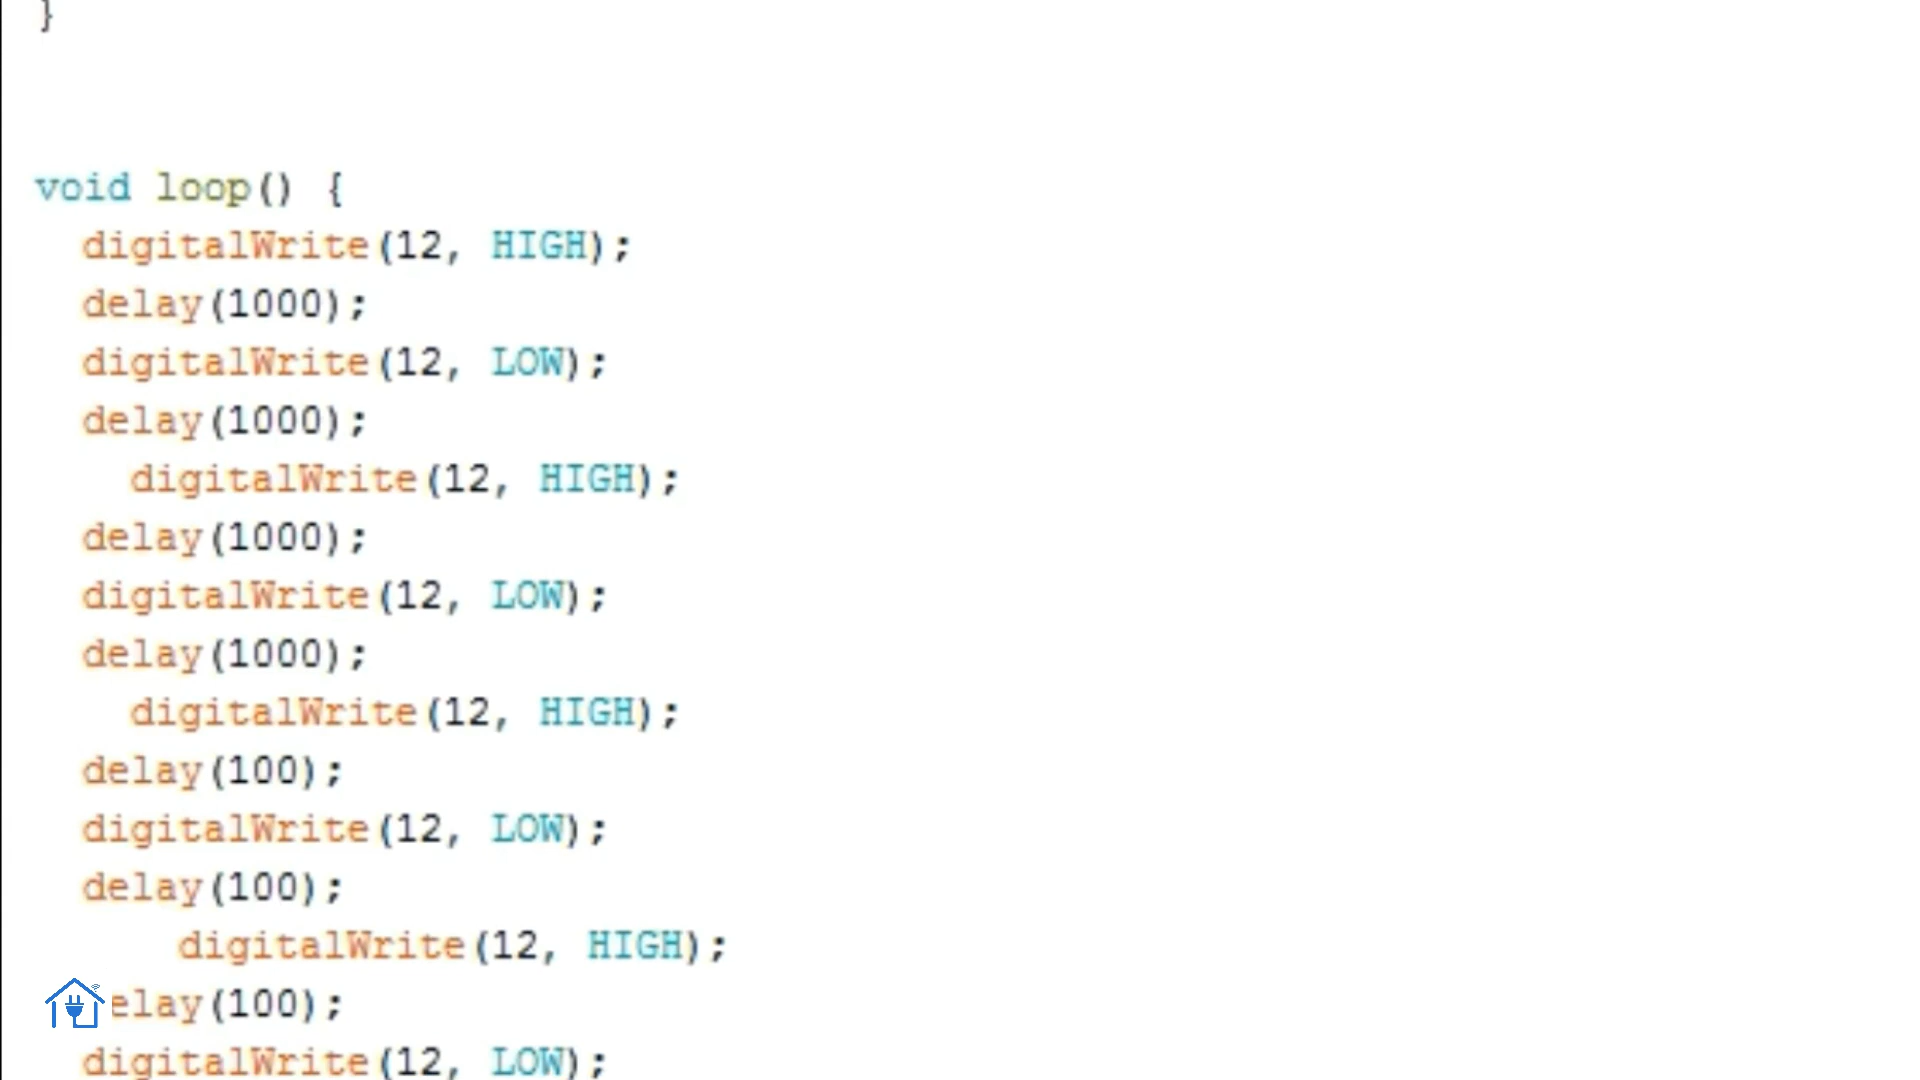 }
void loop() {
  digitalWrite(12, HIGH);
  delay(1000);
  digitalWrite(12, LOW);
  delay(1000);
    digitalWrite(12, HIGH);
  delay(1000);
  digitalWrite(12, LOW);
  delay(1000);
    digitalWrite(12, HIGH);
  delay(100);
  digitalWrite(12, LOW);
  delay(100);
      digitalWrite(12, HIGH);
  elay(100);
  digitalWrite(12, LOW);